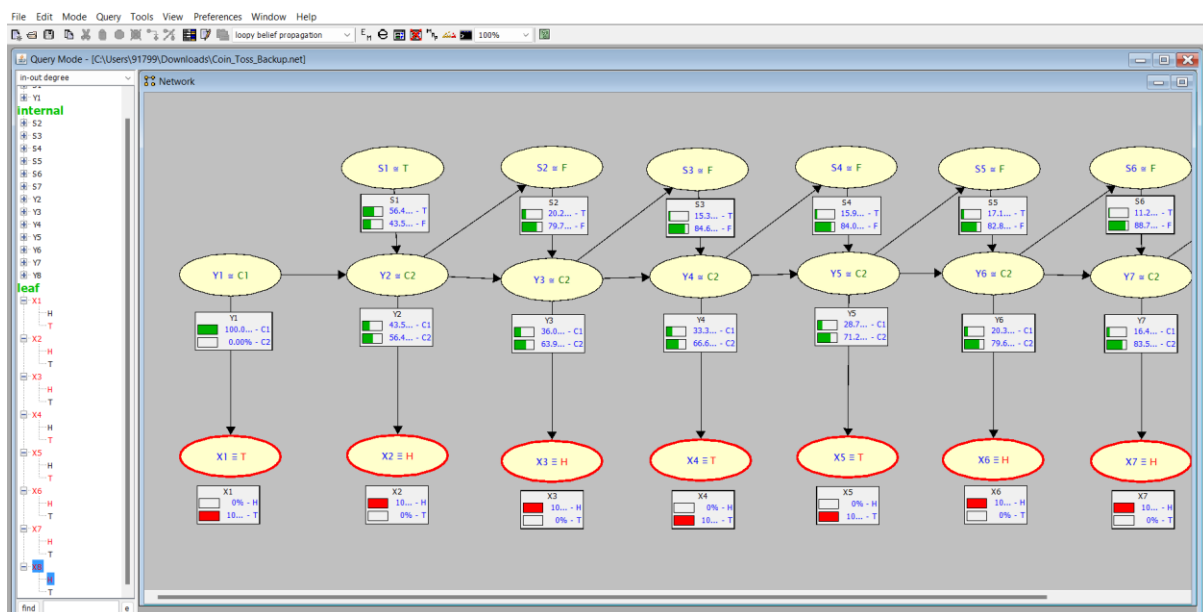 File Edit Mode Query Tools View Preferences Window Help
loopy belief propagation 100%
Query Mode - [C:\Users\91799\Downloads\Coin_Toss_Backup.net]
in-out degree
Network
Y1
internal
S2
S3
S4
S5
S6
S7
Y2
Y3
Y4
Y5
Y6
Y7
Y8
leaf
X1
H
T
X2
H
T
X3
H
T
X4
H
T
X5
H
T
X6
H
T
X7
H
T
X8
H
T
find e
S1 ≅ T
S2 ≅ F
S3 ≅ F
S4 ≅ F
S5 ≅ F
S6 ≅ F
S1
56.4... - T
43.5... - F
S2
20.2... - T
79.7... - F
S3
15.3... - T
84.6... - F
S4
15.9... - T
84.0... - F
S5
17.1... - T
82.8... - F
S6
11.2... - T
88.7... - F
Y1 ≅ C1
Y2 ≅ C2
Y3 ≅ C2
Y4 ≅ C2
Y5 ≅ C2
Y6 ≅ C2
Y7 ≅ C2
Y1
100.0... - C1
0.00% - C2
Y2
43.5... - C1
56.4... - C2
Y3
36.0... - C1
63.9... - C2
Y4
33.3... - C1
66.6... - C2
Y5
28.7... - C1
71.2... - C2
Y6
20.3... - C1
79.6... - C2
Y7
16.4... - C1
83.5... - C2
X1 ≡ T
X2 ≡ H
X3 ≡ H
X4 ≡ T
X5 ≡ T
X6 ≡ H
X7 ≡ H
X1
0% - H
10... - T
X2
10... - H
0% - T
X3
10... - H
0% - T
X4
0% - H
10... - T
X5
0% - H
10... - T
X6
10... - H
0% - T
X7
10... - H
0% - T